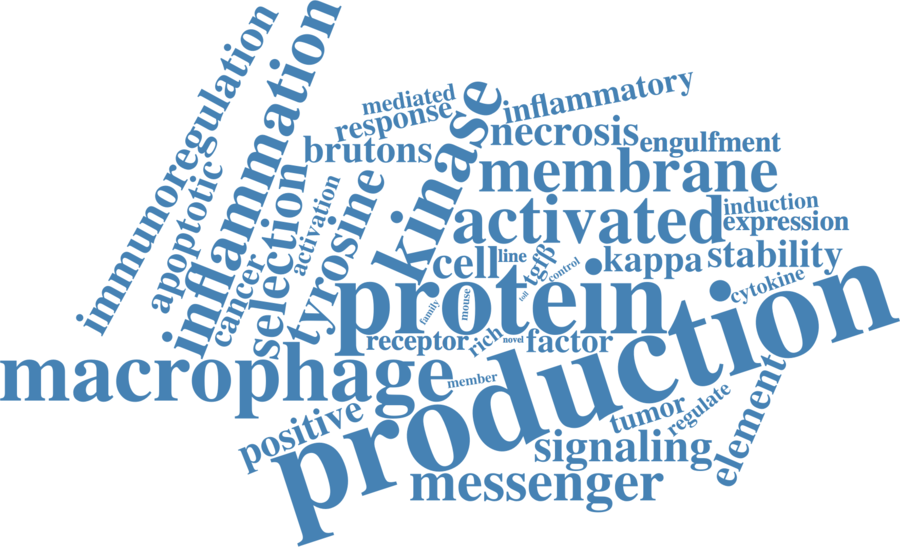 immunoregulation
inflammation
apoptotic
cancer
selection
activation
tyrosine
mediated
response
brutons
kinase
inflammatory
necrosis
engulfment
membrane
activated
induction
expression
cell
line
tgfβ
control
kappa
stability
cytokine
protein
family
mouse
toll
receptor
rich
novel
factor
macrophage
member
production
positive
tumor
regulate
element
signaling
messenger